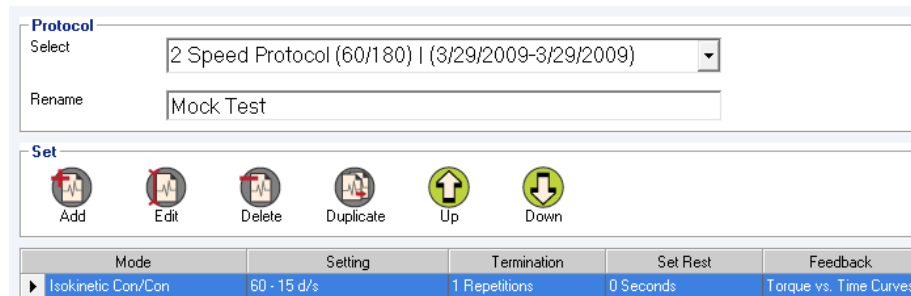 Protocol
Select
2 Speed Protocol (60/180) | (3/29/2009-3/29/2009)
Rename
Mock Test
Set
Add Edit Delete Duplicate Up Down
Mode Setting Termination Set Rest Feedback
Isokinetic Con/Con 60 - 15 d/s 1 Repetitions 0 Seconds Torque vs. Time Curves